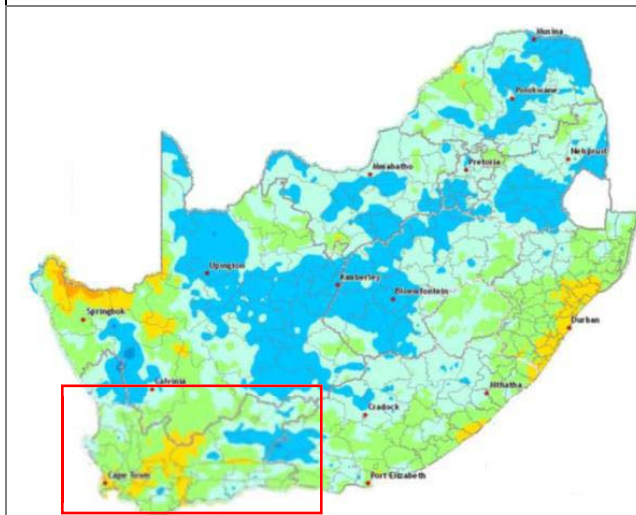 Musina
Polokwane
Nelspruit
Mmabatho
Pretoria
Upington
Kimberley
Bloemfontein
Springbok
Durban
Calvinia
Mthatha
Cradock
Cape Town
Port Elizabeth